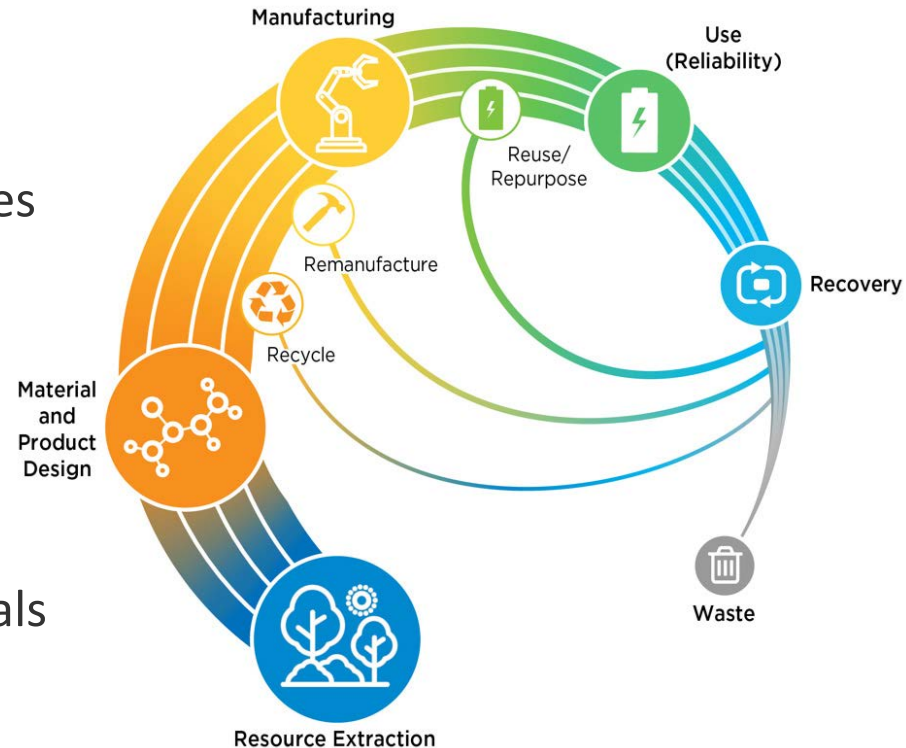 Manufacturing
Use
(Reliability)
Reuse/
Repurpose
Remanufacture
Recovery
Recycle
Material
and
Product
Design
Waste
Resource Extraction